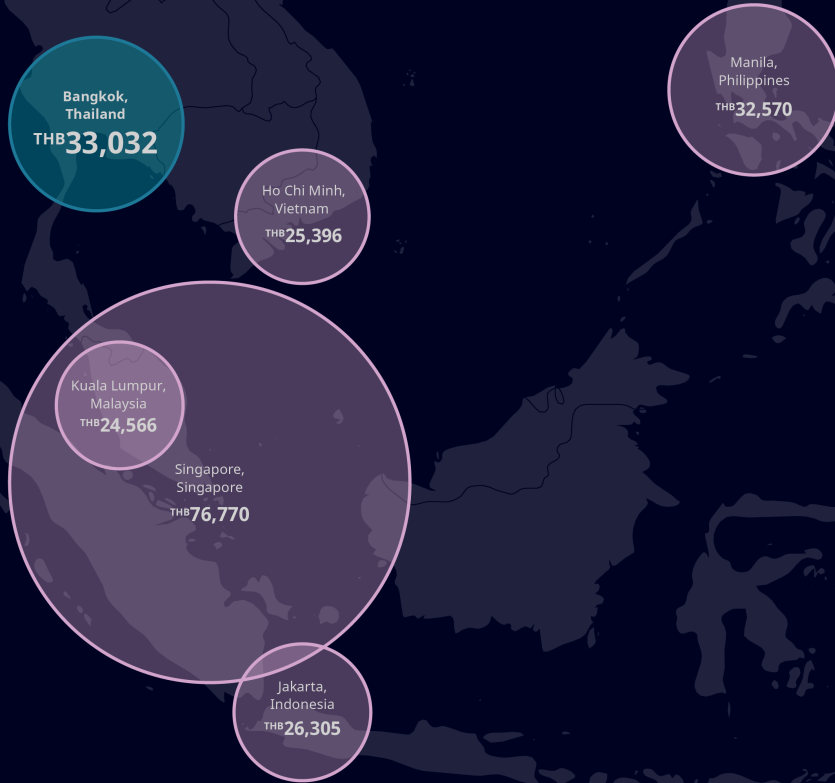 Bangkok,
Thailand
THB33,032
Manila,
Philippines
THB32,570
Ho Chi Minh,
Vietnam
THB25,396
Kuala Lumpur,
Malaysia
THB24,566
Singapore,
Singapore
THB76,770
Jakarta,
Indonesia
THB26,305